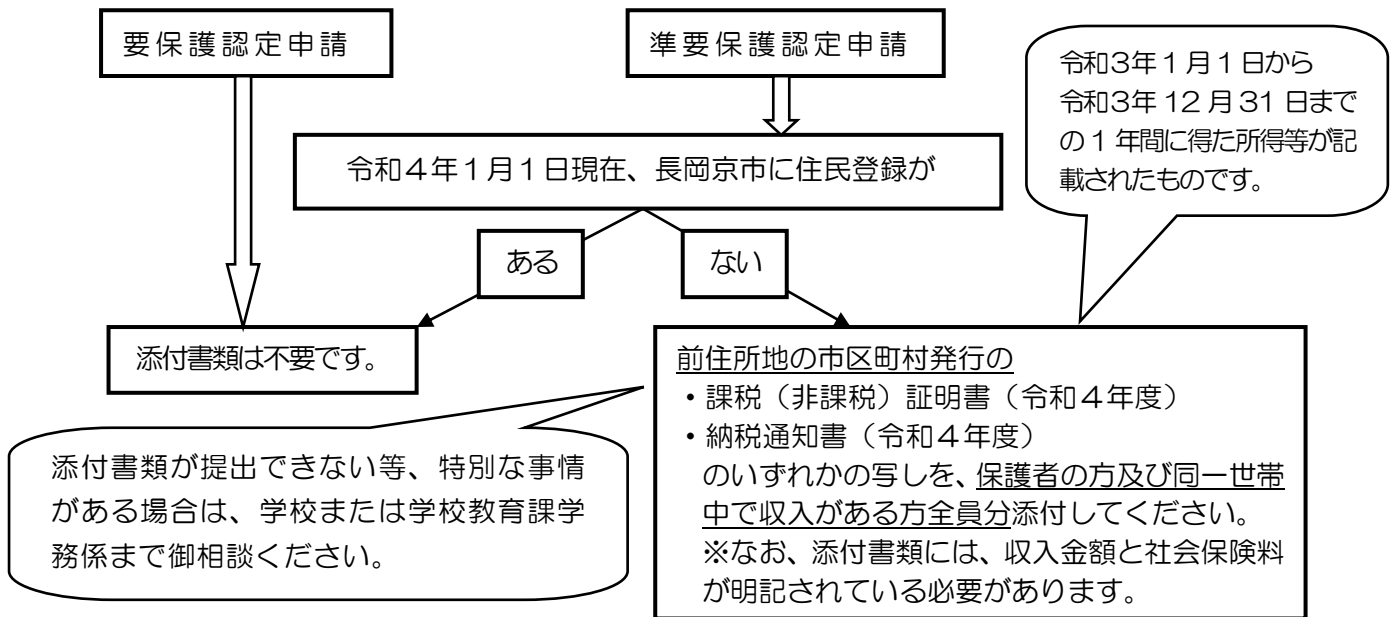 要保護認定申請
準要保護認定申請
令和3年1月1日から
令和3年12月31日まで
の1年間に得た所得等が記
載されたものです。
令和4年1月1日現在、長岡京市に住民登録が
ある
ない
添付書類は不要です。
前住所地の市区町村発行の
・課税（非課税）証明書（令和4年度）
・納税通知書（令和4年度）
のいずれかの写しを、保護者の方及び同一世帯
中で収入がある方全員分添付してください。
※なお、添付書類には、収入金額と社会保険料
が明記されている必要があります。
添付書類が提出できない等、特別な事情
がある場合は、学校または学校教育課学
務係まで御相談ください。